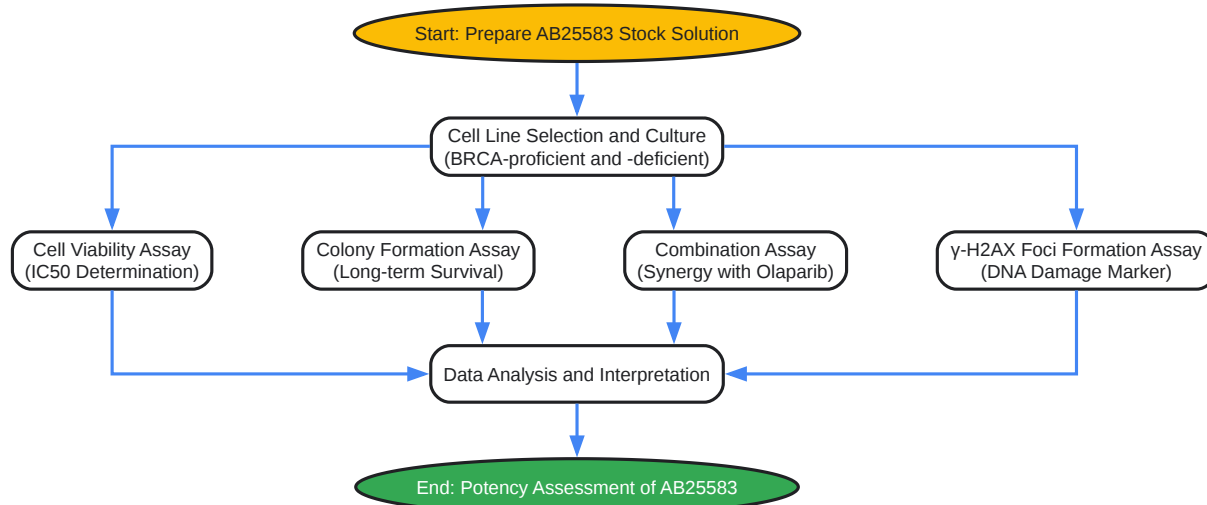 Start: Prepare AB25583 Stock Solution
Cell Line Selection and Culture
(BRCA-proficient and -deficient)
Cell Viability Assay
(IC50 Determination)
Colony Formation Assay
(Long-term Survival)
Combination Assay
(Synergy with Olaparib)
γ-H2AX Foci Formation Assay
(DNA Damage Marker)
Data Analysis and Interpretation
End: Potency Assessment of AB25583